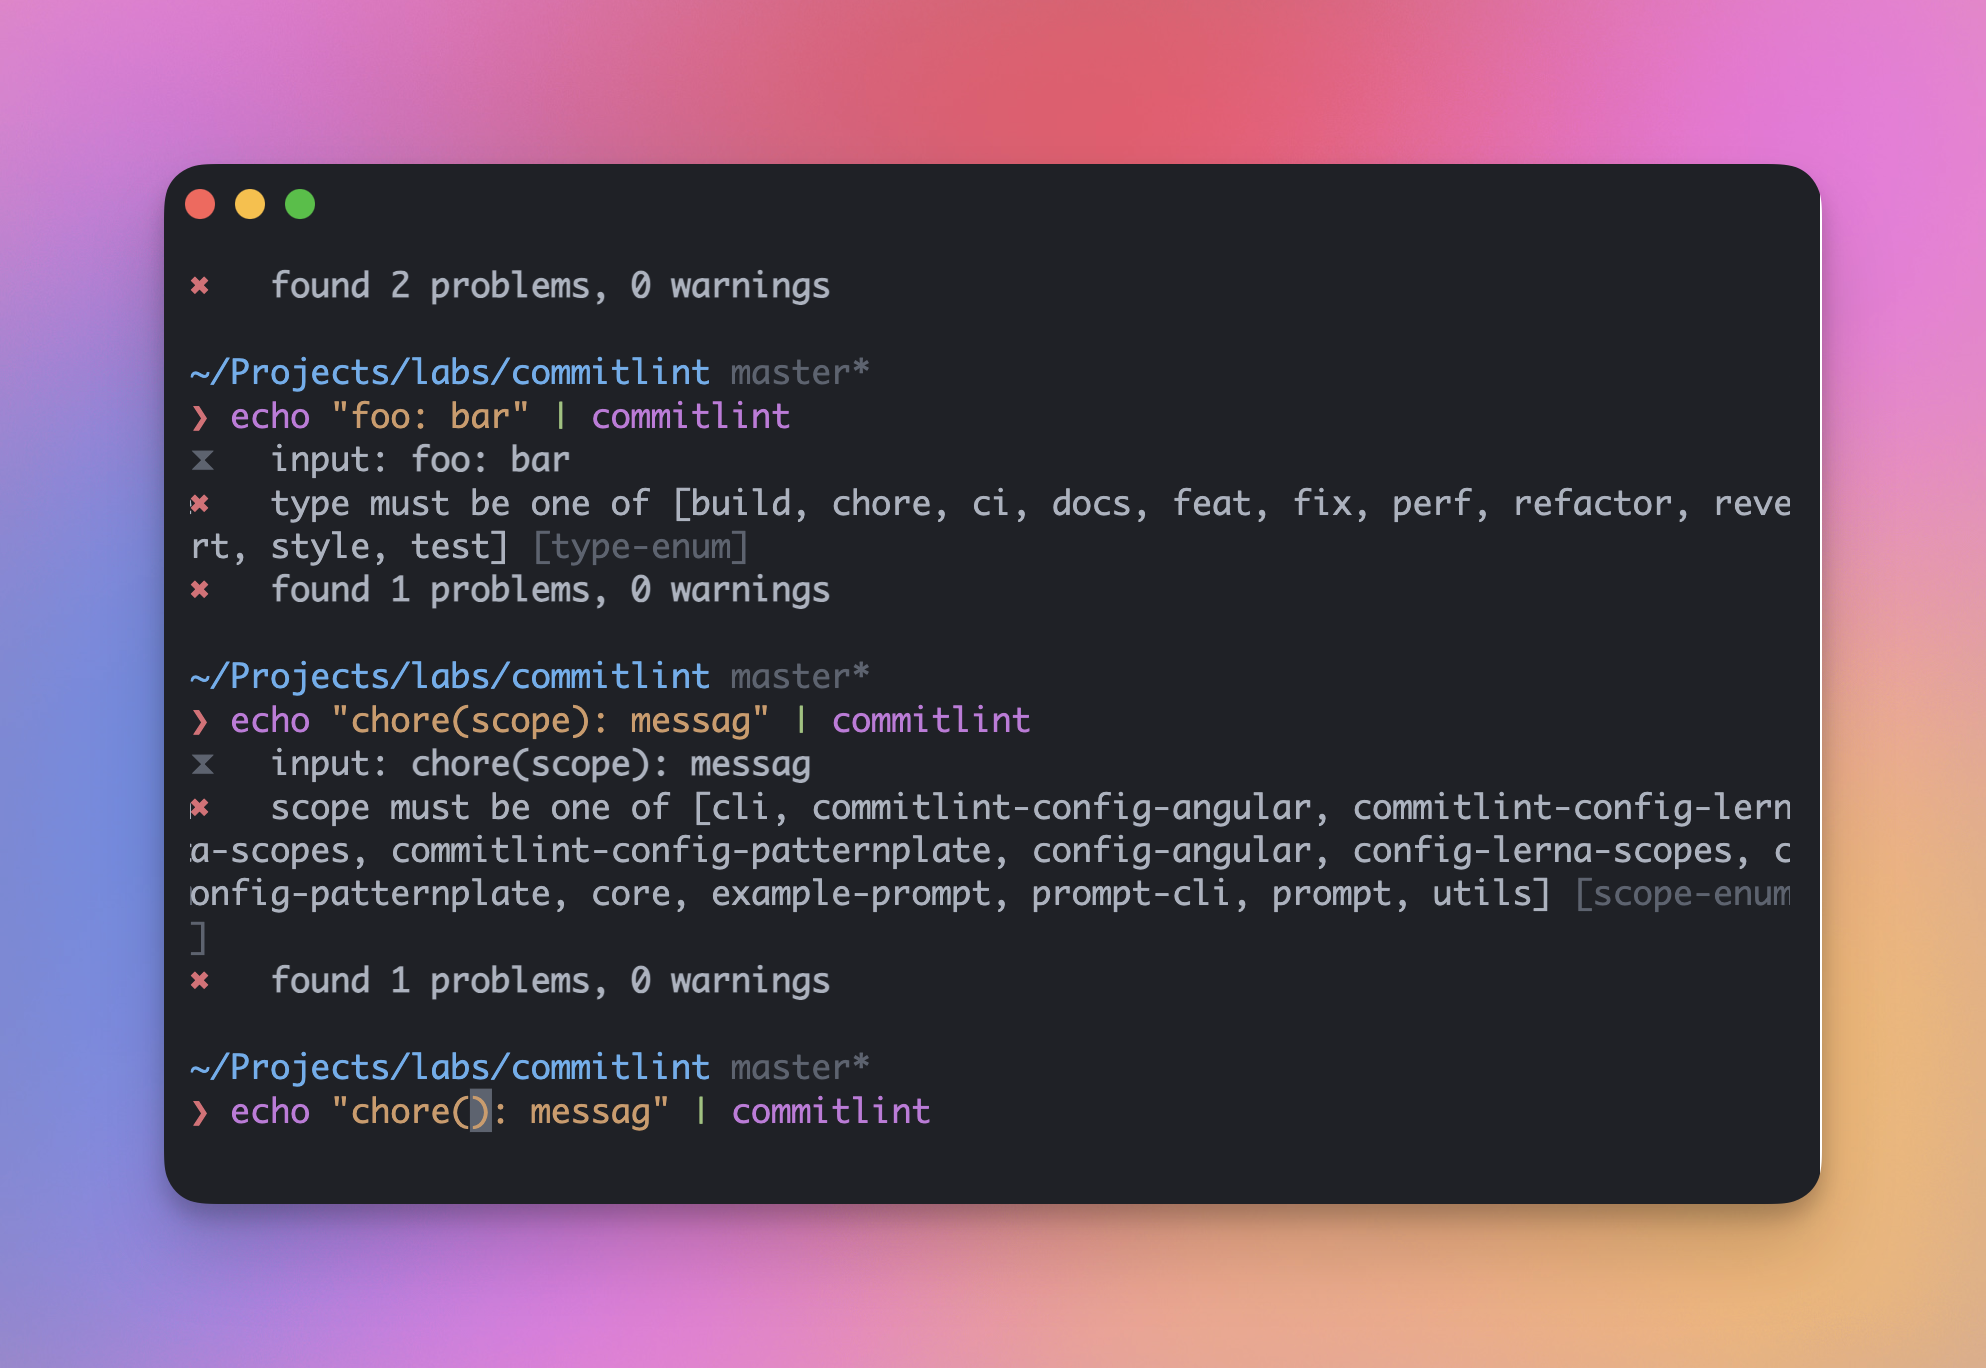 ✖   found 2 problems, 0 warnings
~/Projects/labs/commitlint master*
❯ echo "foo: bar" | commitlint
⧗   input: foo: bar
✖   type must be one of [build, chore, ci, docs, feat, fix, perf, refactor, reve
rt, style, test] [type-enum]
✖   found 1 problems, 0 warnings
~/Projects/labs/commitlint master*
❯ echo "chore(scope): messag" | commitlint
⧗   input: chore(scope): messag
✖   scope must be one of [cli, commitlint-config-angular, commitlint-config-lern
a-scopes, commitlint-config-patternplate, config-angular, config-lerna-scopes, c
onfig-patternplate, core, example-prompt, prompt-cli, prompt, utils] [scope-enum
]
✖   found 1 problems, 0 warnings
~/Projects/labs/commitlint master*
❯ echo "chore(): messag" | commitlint